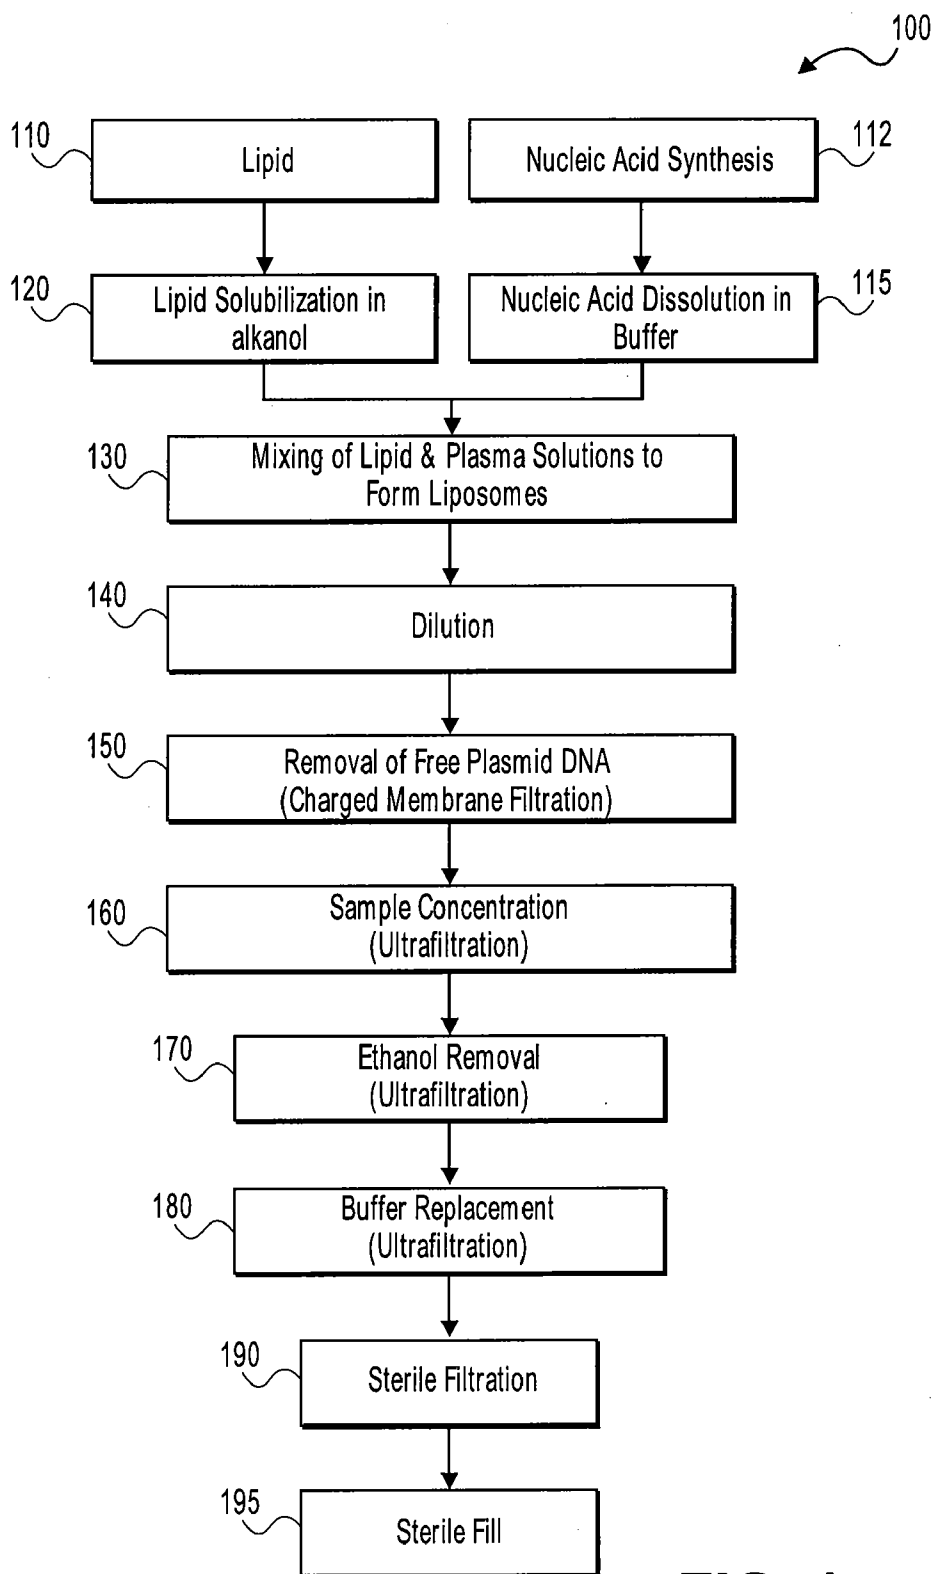 100
110
Lipid
Nucleic Acid Synthesis
112
120
Lipid Solubilization in
alkanol
Nucleic Acid Dissolution in
Buffer
115
130
Mixing of Lipid & Plasma Solutions to
Form Liposomes
140
Dilution
150
Removal of Free Plasmid DNA
(Charged Membrane Filtration)
160
Sample Concentration
(Ultrafiltration)
170
Ethanol Removal
(Ultrafiltration)
180
Buffer Replacement
(Ultrafiltration)
190
Sterile Filtration
195
Sterile Fill